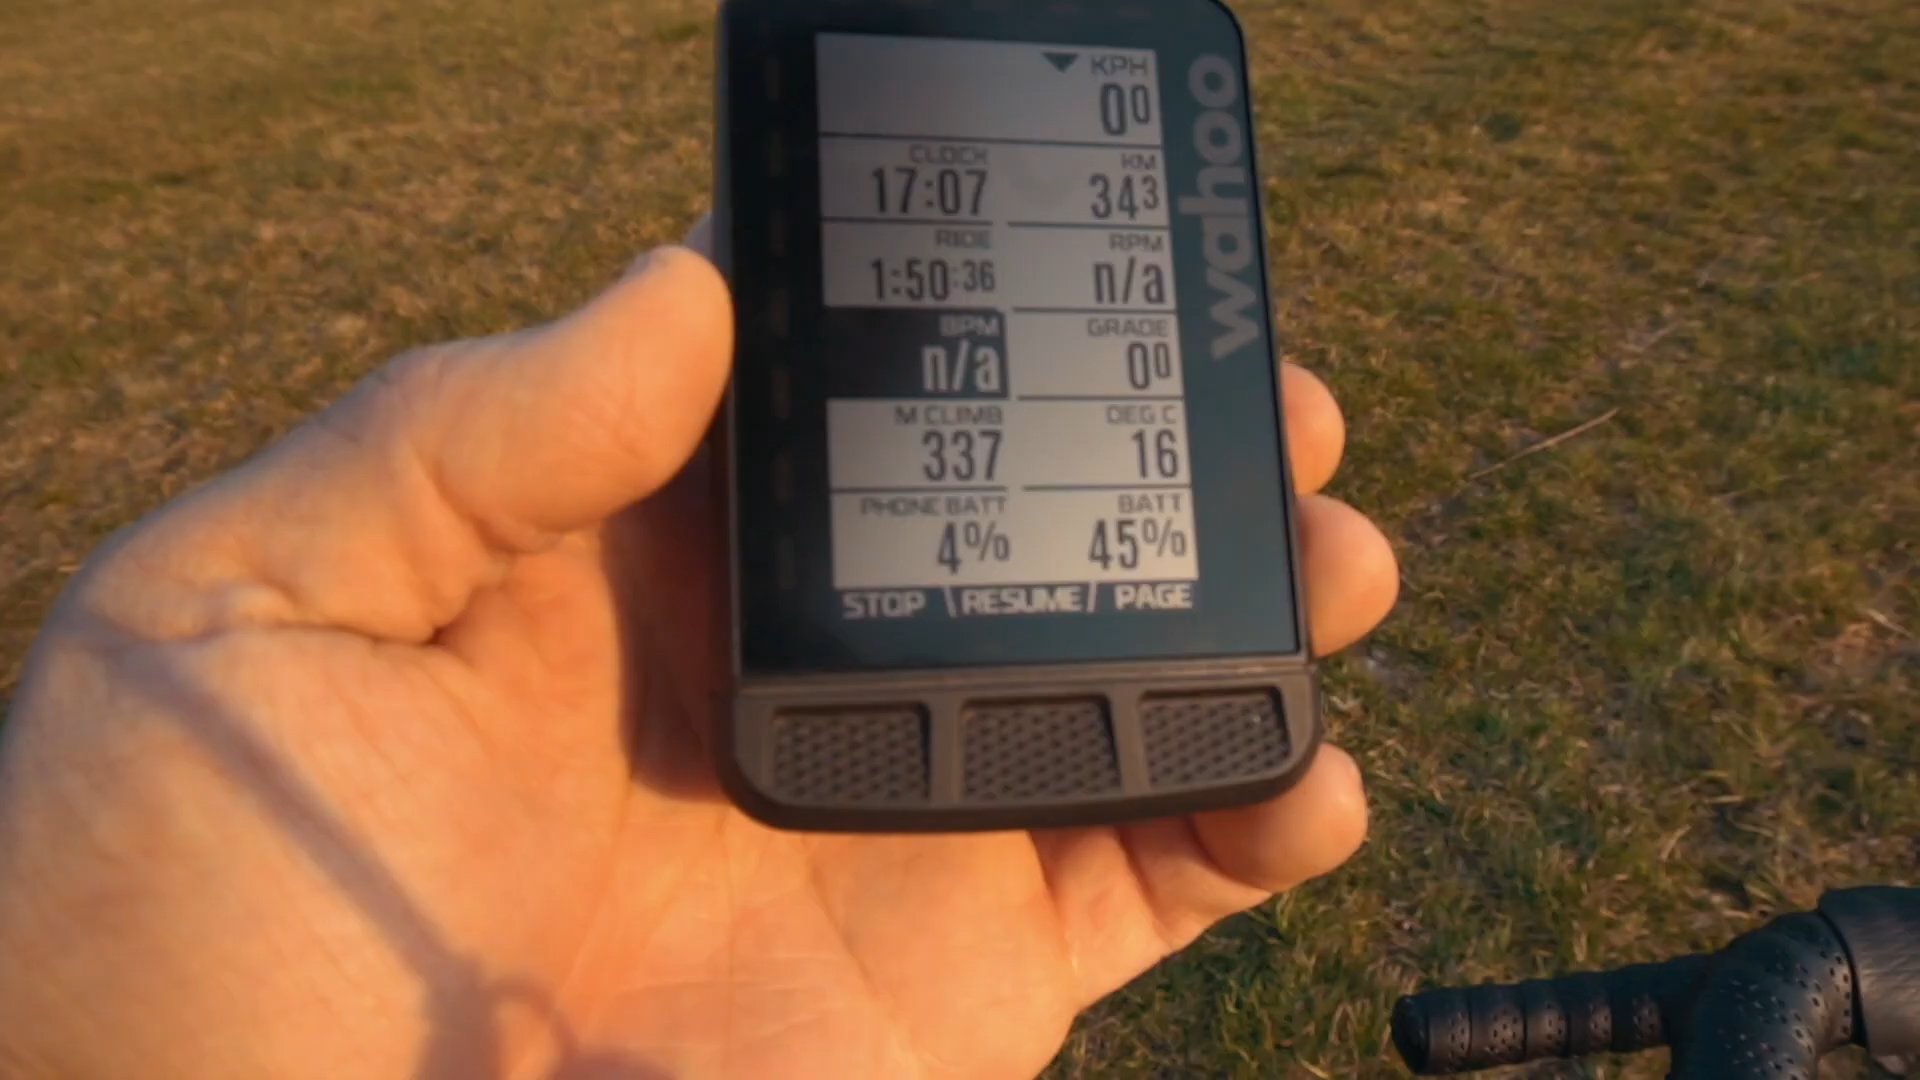 KPH
0⁰
CLOCK KM
17:07 34³
RIDE RPM
1:50:36 n/a
BPM GRADE
n/a 0⁰
M CLIMB DEG C
337 16
PHONE BATT BATT
4% 45%
STOP \ RESUME / PAGE
wahoo